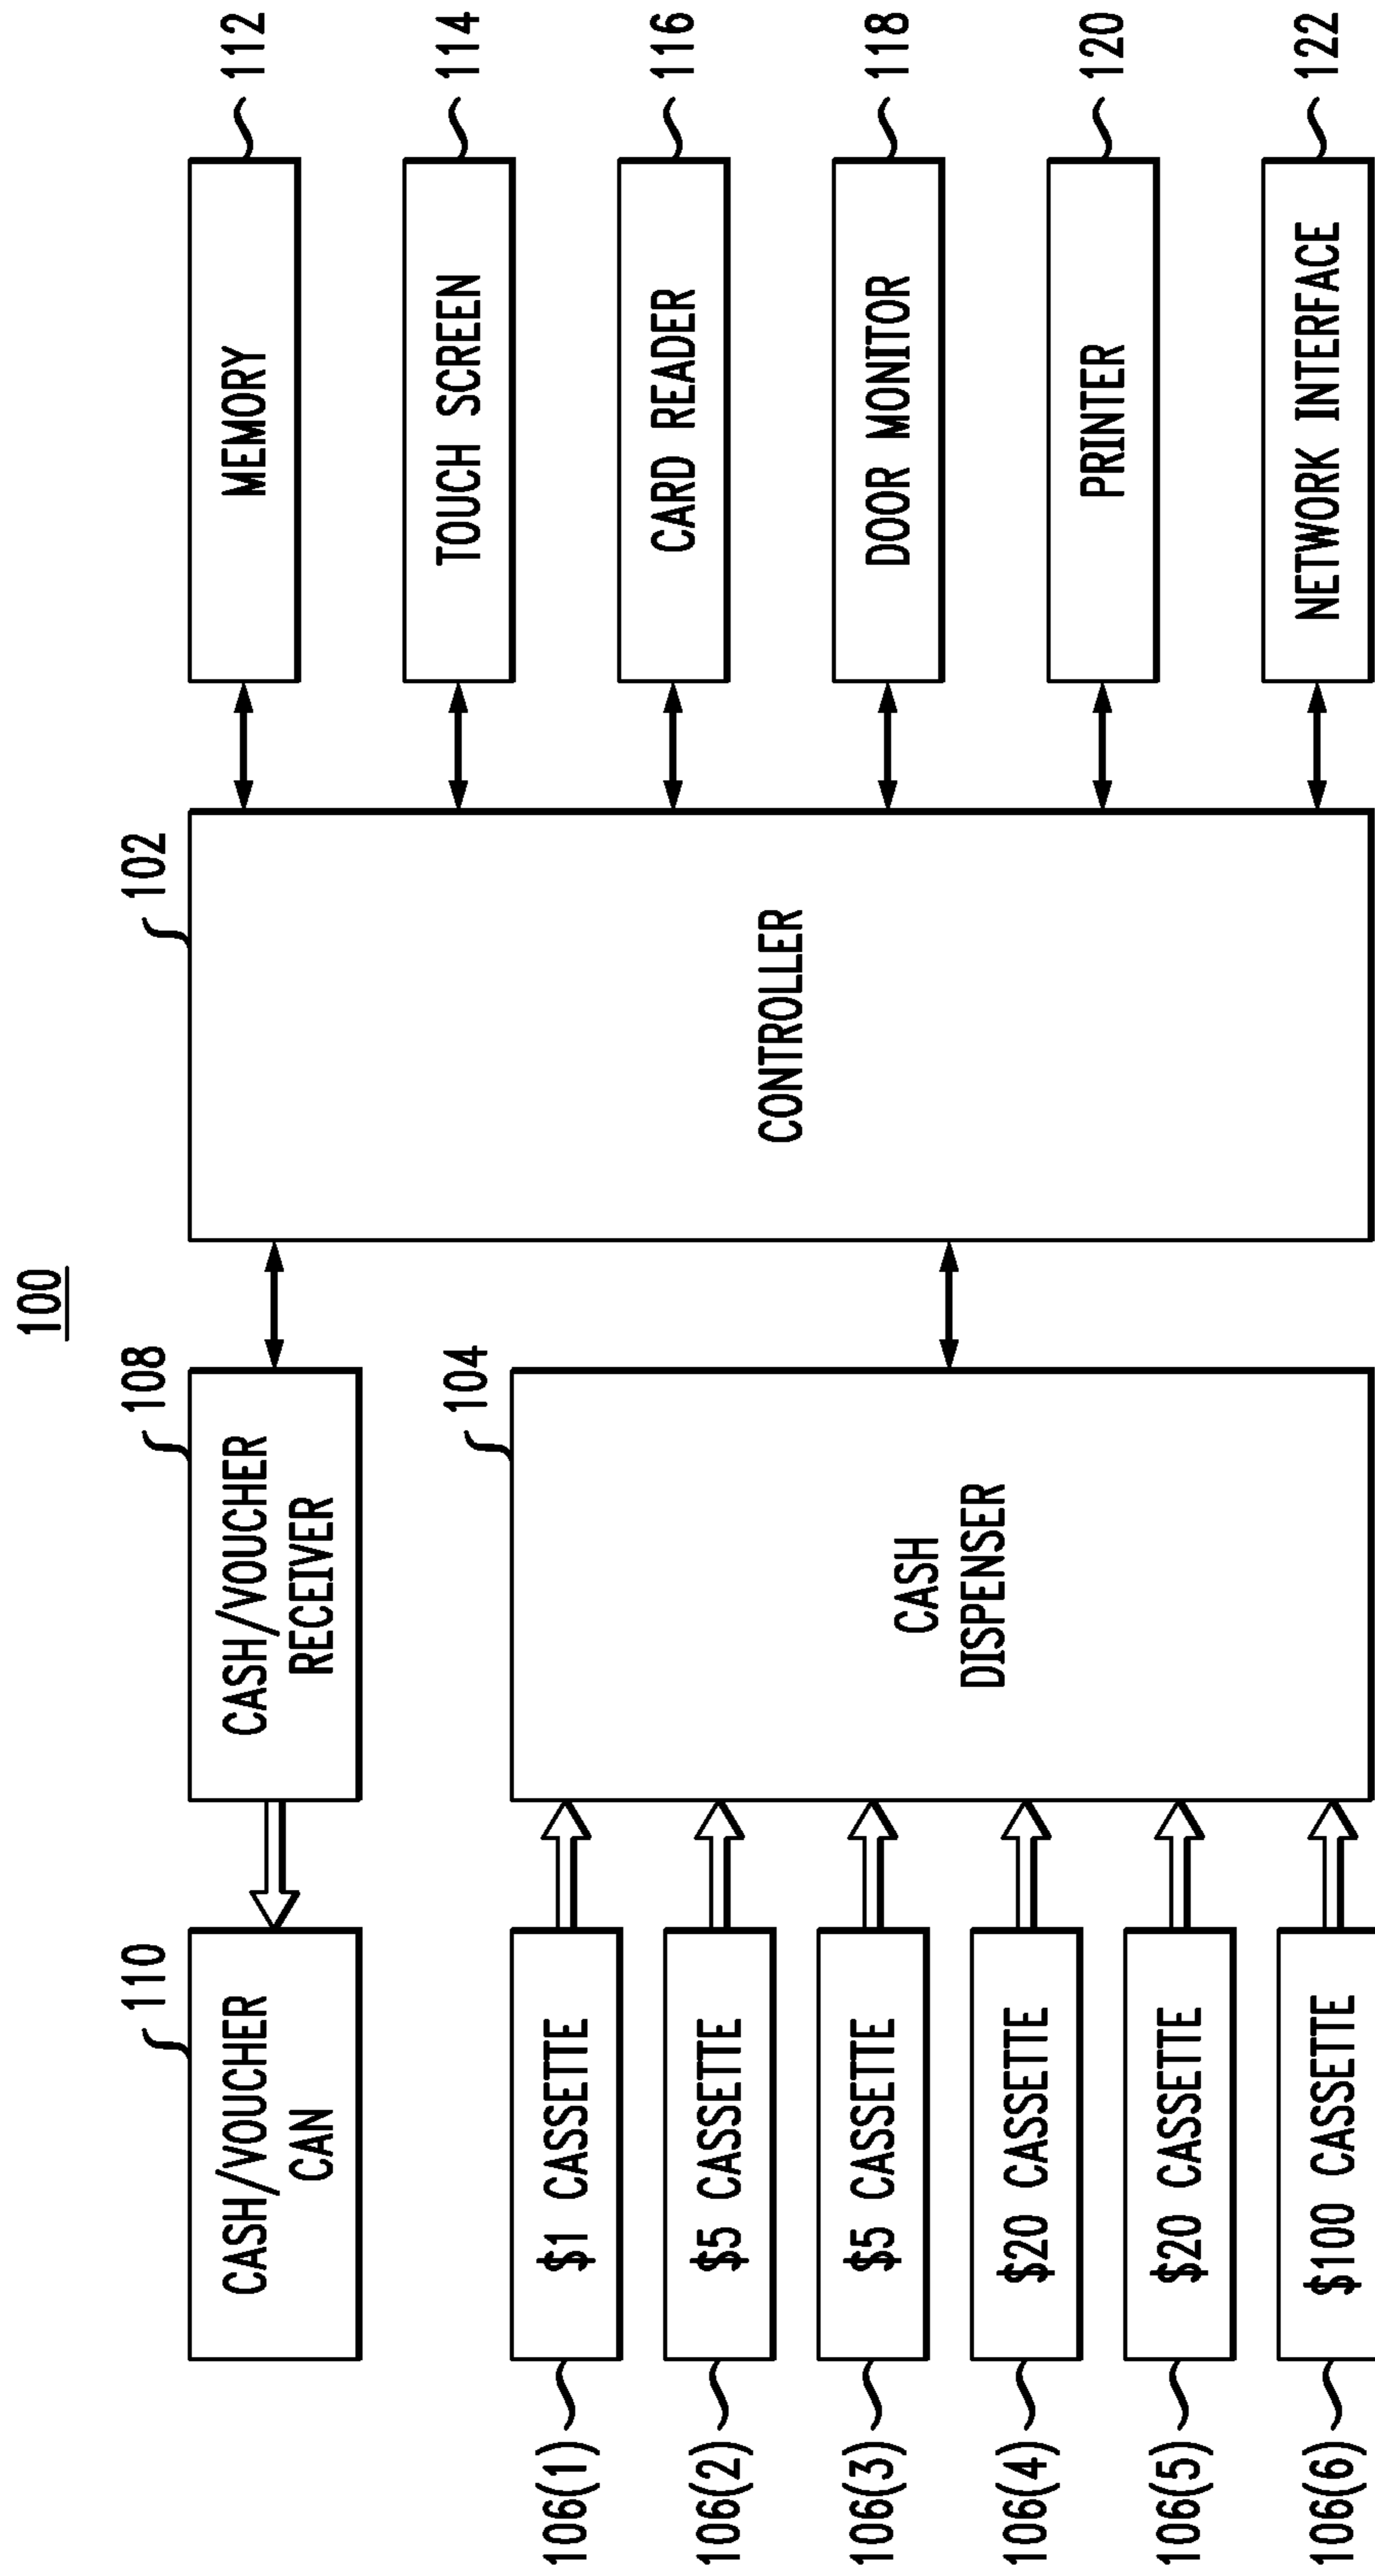 100
110
CASH/VOUCHER
CAN
108
CASH/VOUCHER
RECEIVER
102
CONTROLLER
104
CASH
DISPENSER
106(1)
$1 CASSETTE
106(2)
$5 CASSETTE
106(3)
$5 CASSETTE
106(4)
$20 CASSETTE
106(5)
$20 CASSETTE
106(6)
$100 CASSETTE
MEMORY
112
TOUCH SCREEN
114
CARD READER
116
DOOR MONITOR
118
PRINTER
120
NETWORK INTERFACE
122